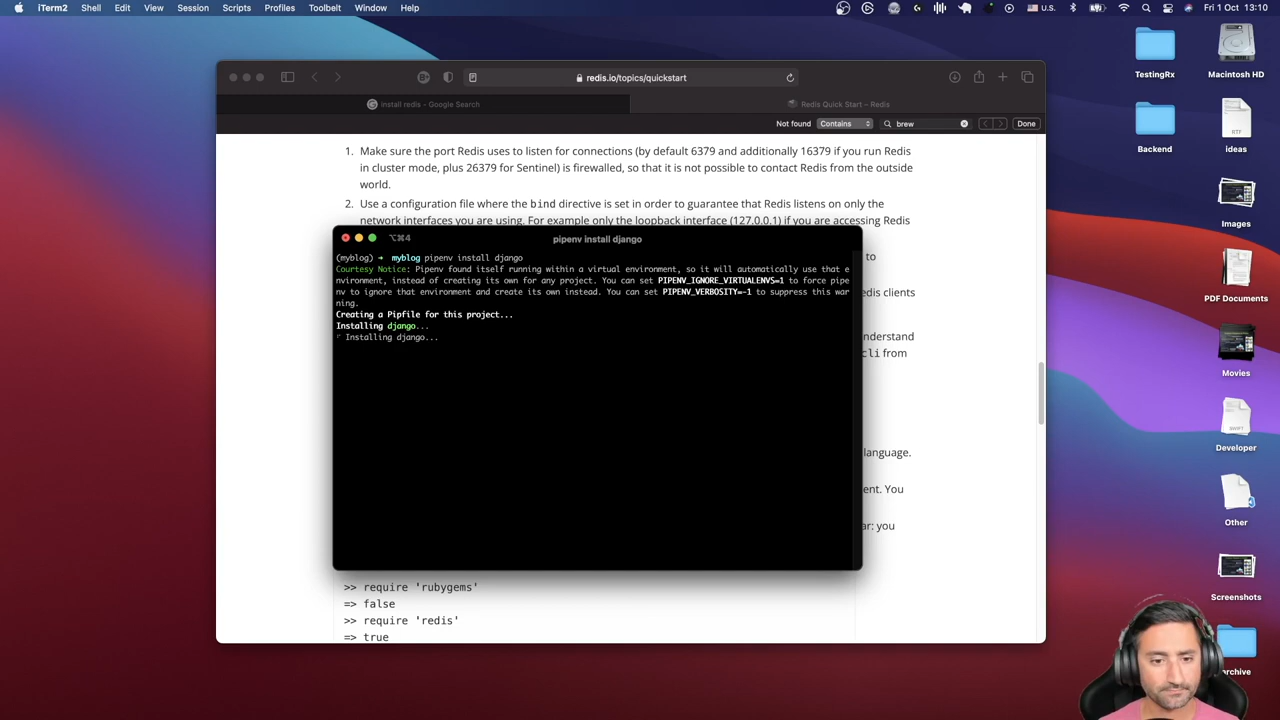 iTerm2 Shell Edit View Session Scripts Profiles Toolbelt Window Help
U.S. Fri 13:10
redis.io/topics/quickstart
install redis - Google Search
Redis Quick Start – Redis
Not found Contains brew Done
1. Make sure the port Redis uses to listen for connections (by default 6379 and additionally 16379 if you run Redis
in cluster mode, plus 26379 for Sentinel) is firewalled, so that it is not possible to contact Redis from the outside
world.
2. Use a configuration file where the bind directive is set in order to guarantee that Redis listens on only the
network interfaces you are using. For example only the loopback interface (127.0.0.1) if you are accessing Redis
to
edis clients
nderstand
cli from
language.
ent. You
ar: you
⌥⌘4 pipenv install django
(myblog) ➜ myblog pipenv install django
Courtesy Notice: Pipenv found itself running within a virtual environment, so it will automatically use that e
nvironment, instead of creating its own for any project. You can set PIPENV_IGNORE_VIRTUALENVS=1 to force pipe
nv to ignore that environment and create its own instead. You can set PIPENV_VERBOSITY=-1 to suppress this war
ning.
Creating a Pipfile for this project...
Installing django...
Installing django...
>> require 'rubygems'
=> false
>> require 'redis'
=> true
TestingRx
Macintosh HD
Backend
RTF
ideas
Images
PDF Documents
Movies
Developer
Other
Screenshots
rchive